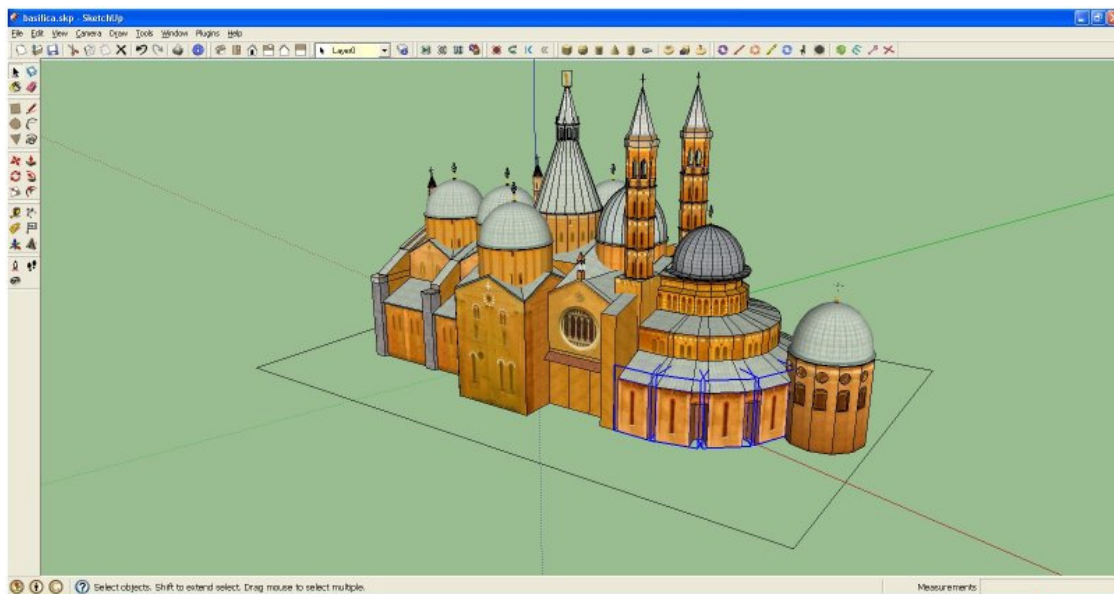 basilica.skp - SketchUp
File Edit View Camera Draw Tools Window Plugins Help
Layer0
Select objects. Shift to extend select. Drag mouse to select multiple.
Measurements